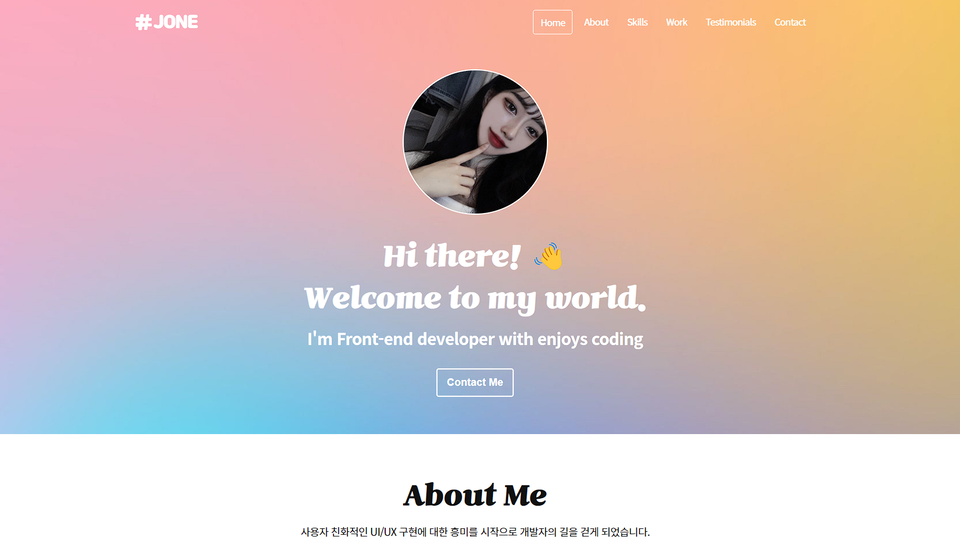 #JONE
Home About Skills Work Testimonials Contact
Hi there! 👋
Welcome to my world.
I'm Front-end developer with enjoys coding
Contact Me
About Me
사용자 친화적인 UI/UX 구현에 대한 흥미를 시작으로 개발자의 길을 걷게 되었습니다.